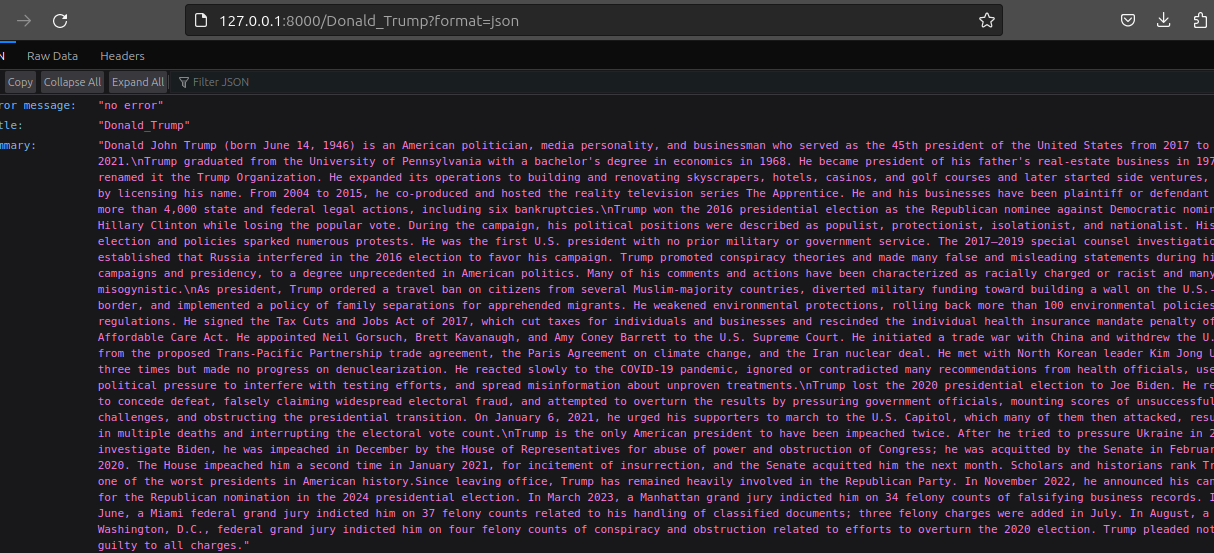 127.0.0.1:8000/Donald_Trump?format=json
Raw Data Headers
Copy Collapse All Expand All Filter JSON
ror message: "no error"
tle: "Donald_Trump"
mmary: "Donald John Trump (born June 14, 1946) is an American politician, media personality, and businessman who served as the 45th president of the United States from 2017 to
2021.\nTrump graduated from the University of Pennsylvania with a bachelor's degree in economics in 1968. He became president of his father's real-estate business in 197
renamed it the Trump Organization. He expanded its operations to building and renovating skyscrapers, hotels, casinos, and golf courses and later started side ventures,
by licensing his name. From 2004 to 2015, he co-produced and hosted the reality television series The Apprentice. He and his businesses have been plaintiff or defendant
more than 4,000 state and federal legal actions, including six bankruptcies.\nTrump won the 2016 presidential election as the Republican nominee against Democratic nomin
Hillary Clinton while losing the popular vote. During the campaign, his political positions were described as populist, protectionist, isolationist, and nationalist. His
election and policies sparked numerous protests. He was the first U.S. president with no prior military or government service. The 2017–2019 special counsel investigatio
established that Russia interfered in the 2016 election to favor his campaign. Trump promoted conspiracy theories and made many false and misleading statements during hi
campaigns and presidency, to a degree unprecedented in American politics. Many of his comments and actions have been characterized as racially charged or racist and many
misogynistic.\nAs president, Trump ordered a travel ban on citizens from several Muslim-majority countries, diverted military funding toward building a wall on the U.S.-
border, and implemented a policy of family separations for apprehended migrants. He weakened environmental protections, rolling back more than 100 environmental policies
regulations. He signed the Tax Cuts and Jobs Act of 2017, which cut taxes for individuals and businesses and rescinded the individual health insurance mandate penalty of
Affordable Care Act. He appointed Neil Gorsuch, Brett Kavanaugh, and Amy Coney Barrett to the U.S. Supreme Court. He initiated a trade war with China and withdrew the U.
from the proposed Trans-Pacific Partnership trade agreement, the Paris Agreement on climate change, and the Iran nuclear deal. He met with North Korean leader Kim Jong U
three times but made no progress on denuclearization. He reacted slowly to the COVID-19 pandemic, ignored or contradicted many recommendations from health officials, use
political pressure to interfere with testing efforts, and spread misinformation about unproven treatments.\nTrump lost the 2020 presidential election to Joe Biden. He re
to concede defeat, falsely claiming widespread electoral fraud, and attempted to overturn the results by pressuring government officials, mounting scores of unsuccessful
challenges, and obstructing the presidential transition. On January 6, 2021, he urged his supporters to march to the U.S. Capitol, which many of them then attacked, resu
in multiple deaths and interrupting the electoral vote count.\nTrump is the only American president to have been impeached twice. After he tried to pressure Ukraine in 2
investigate Biden, he was impeached in December by the House of Representatives for abuse of power and obstruction of Congress; he was acquitted by the Senate in Februar
2020. The House impeached him a second time in January 2021, for incitement of insurrection, and the Senate acquitted him the next month. Scholars and historians rank Tr
one of the worst presidents in American history.Since leaving office, Trump has remained heavily involved in the Republican Party. In November 2022, he announced his can
for the Republican nomination in the 2024 presidential election. In March 2023, a Manhattan grand jury indicted him on 34 felony counts of falsifying business records. I
June, a Miami federal grand jury indicted him on 37 felony counts related to his handling of classified documents; three felony charges were added in July. In August, a
Washington, D.C., federal grand jury indicted him on four felony counts of conspiracy and obstruction related to efforts to overturn the 2020 election. Trump pleaded not
guilty to all charges."